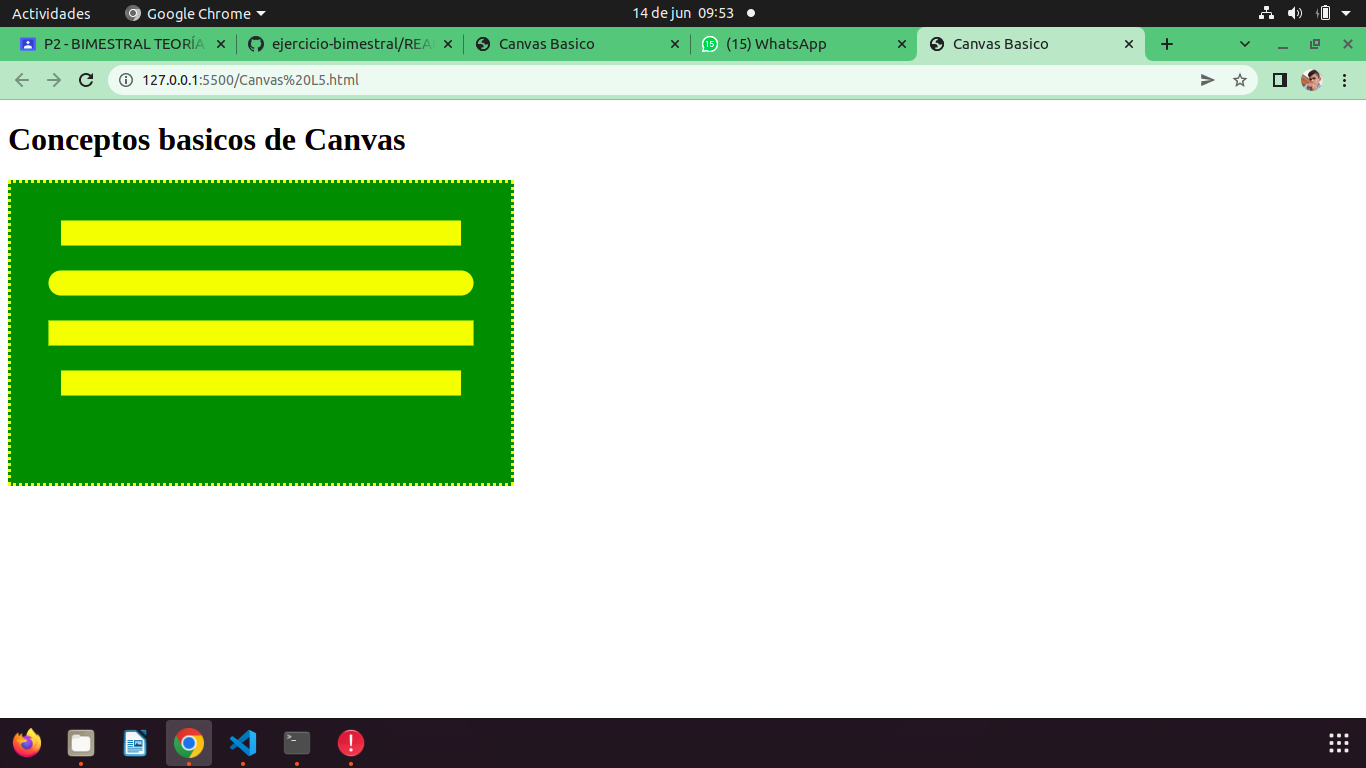 Actividades Google Chrome 14 de jun 09:53
P2 - BIMESTRAL TEORÍA ejercicio-bimestral/REA Canvas Basico (15) WhatsApp Canvas Basico
127.0.0.1:5500/Canvas%20L5.html
Conceptos basicos de Canvas